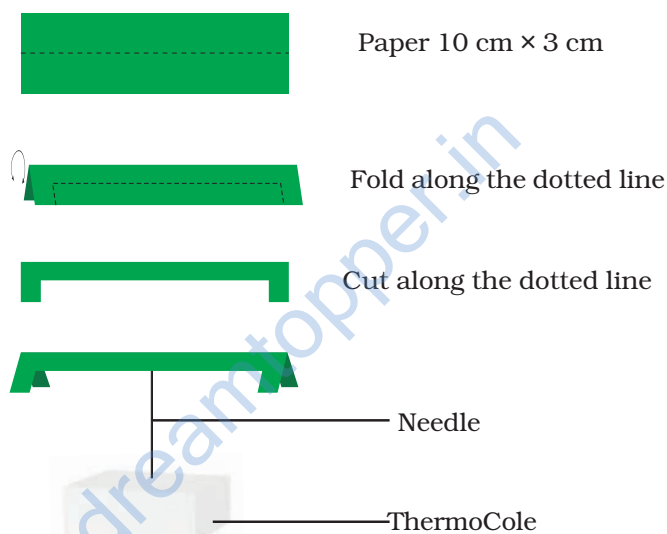 Paper 10 cm × 3 cm
Fold along the dotted line
Cut along the dotted line
Needle
ThermoCole
dreamtopper.in